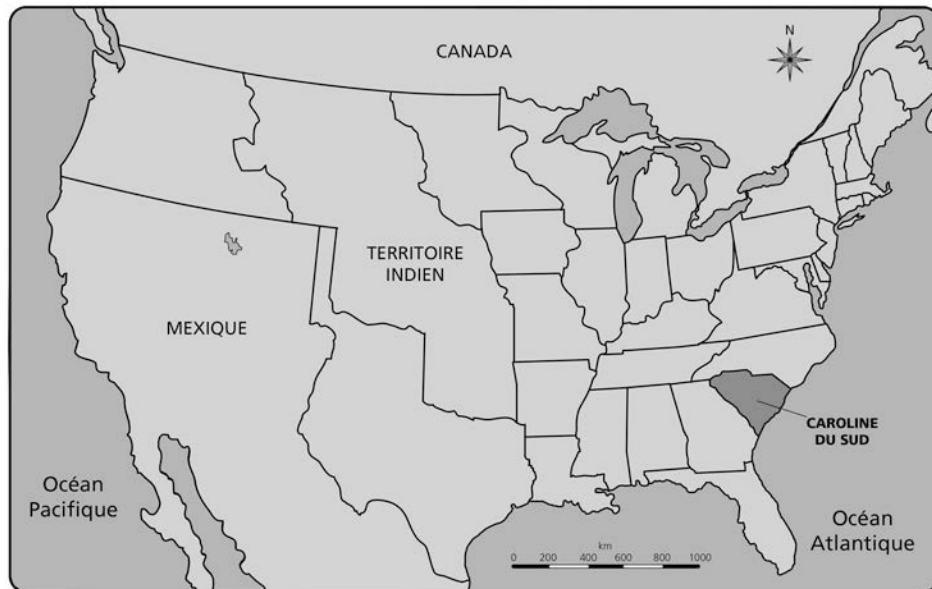 CANADA
N
TERRITOIRE
INDIEN
MEXIQUE
CAROLINE
DU SUD
Océan
Pacifique
Océan
Atlantique
km
0 200 400 600 800 1000